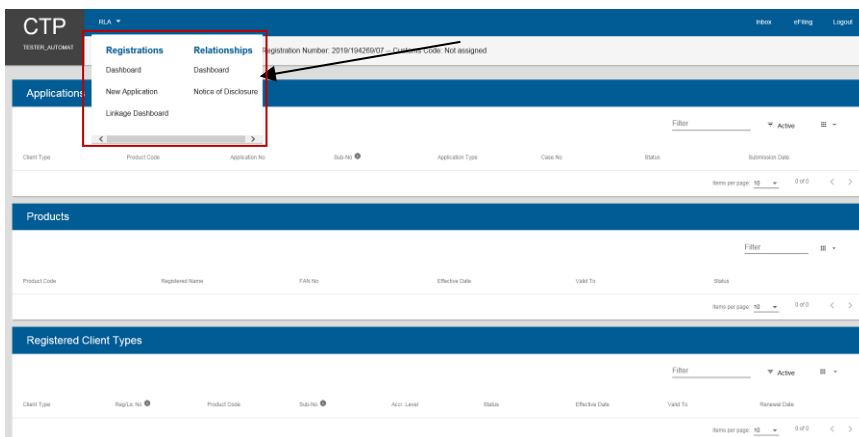 CTP
RLA
Inbox eFiling Logout
TESTER_AUTOMAT
Registrations Relationships
Registration Number: 2019/194269/07 – Customs Code: Not assigned
Dashboard Dashboard
New Application Notice of Disclosure
Linkage Dashboard
Applications
Filter Active
Client Type Product Code Application No Sub-No Application Type Case No Status Submission Date
Items per page: 10 0 of 0
Products
Filter
Product Code Registered Name FAN No Effective Date Valid To Status
Items per page: 10 0 of 0
Registered Client Types
Filter Active
Client Type Reg/Lic No Product Code Sub-No Accr. Level Status Effective Date Valid To Renewal Date
Items per page: 10 0 of 0